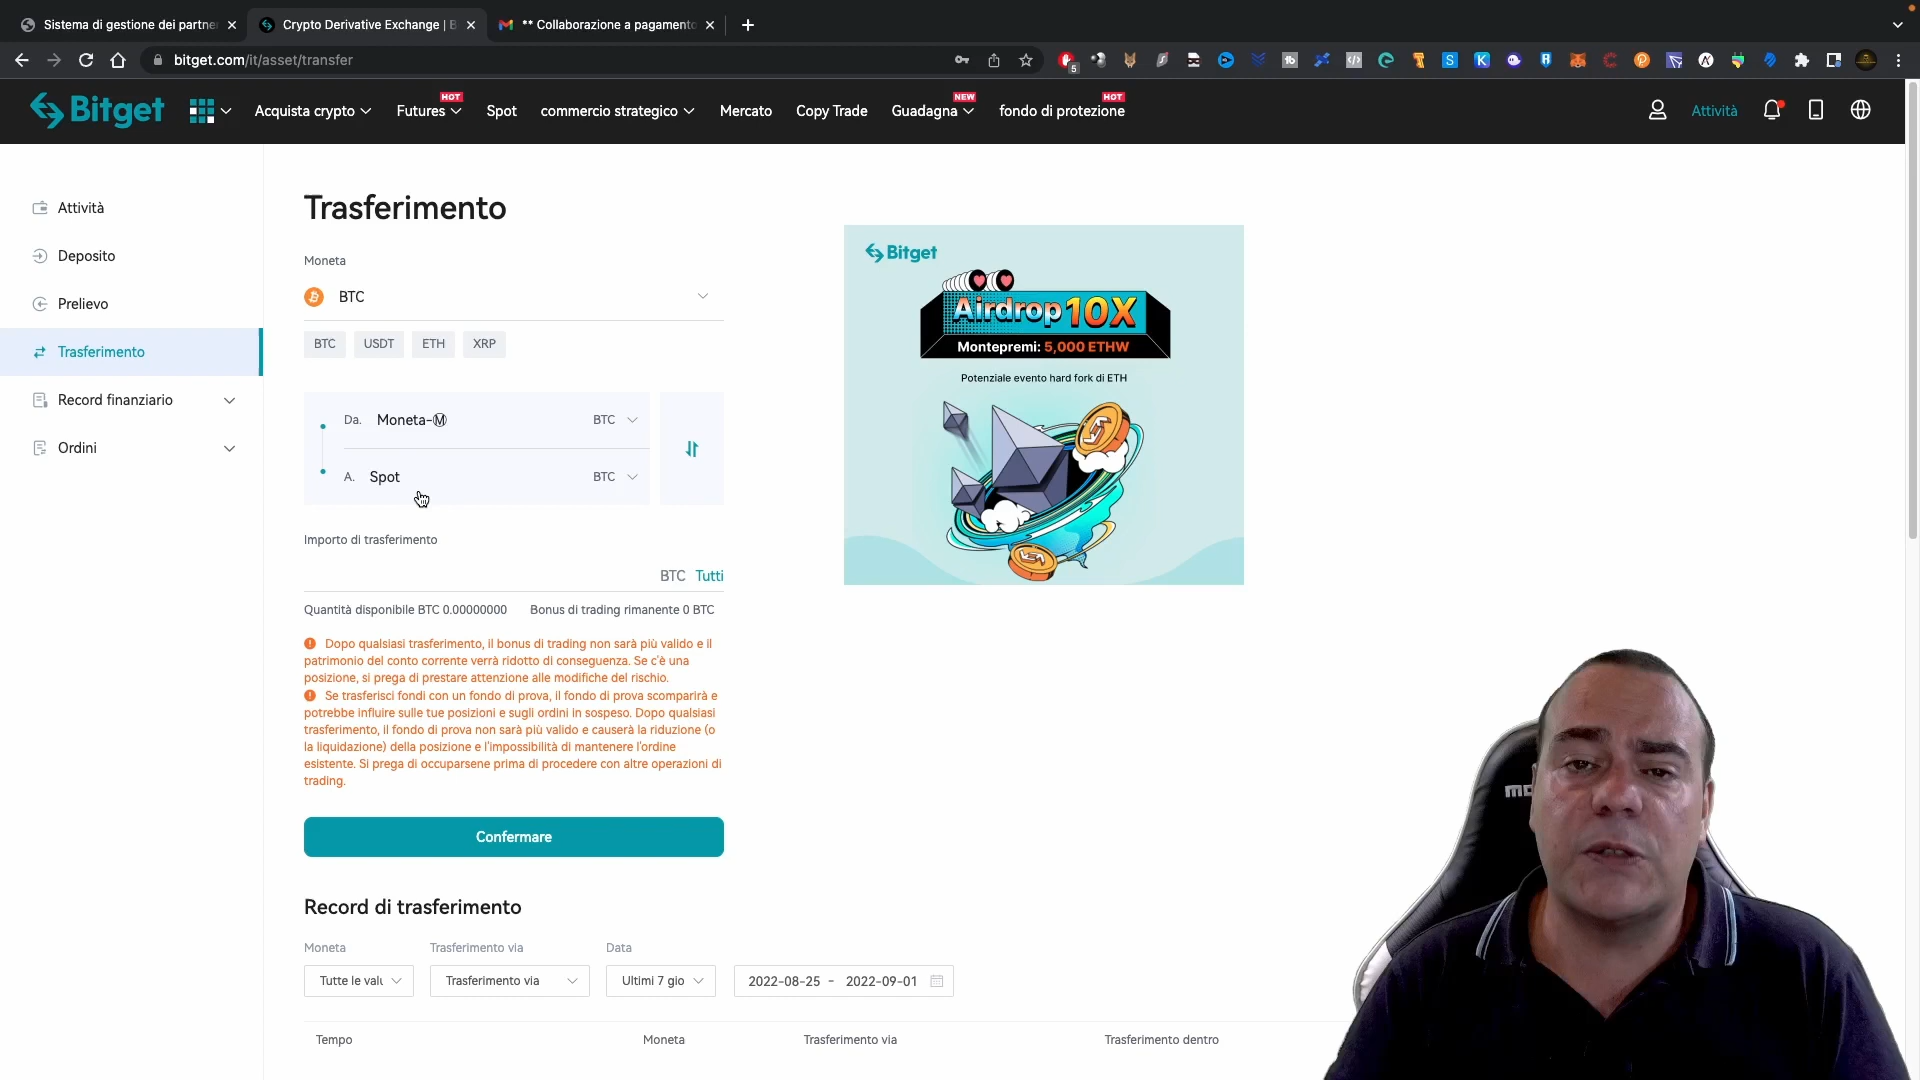 Sistema di gestione dei partne
Crypto Derivative Exchange | B
** Collaborazione a pagamento
bitget.com/it/asset/transfer
5
Bitget
Acquista crypto
Futures
HOT
Spot
commercio strategico
Mercato
Copy Trade
Guadagna
NEW
fondo di protezione
HOT
Attività
Attività
Deposito
Prelievo
Trasferimento
Record finanziario
Ordini
Trasferimento
Moneta
BTC
BTC USDT ETH XRP
Da. Moneta-Ⓜ BTC
A. Spot BTC
Importo di trasferimento
BTC Tutti
Quantità disponibile BTC 0.00000000 Bonus di trading rimanente 0 BTC
Dopo qualsiasi trasferimento, il bonus di trading non sarà più valido e il
patrimonio del conto corrente verrà ridotto di conseguenza. Se c'è una
posizione, si prega di prestare attenzione alle modifiche del rischio.
Se trasferisci fondi con un fondo di prova, il fondo di prova scomparirà e
potrebbe influire sulle tue posizioni e sugli ordini in sospeso. Dopo qualsiasi
trasferimento, il fondo di prova non sarà più valido e causerà la riduzione (o
la liquidazione) della posizione e l'impossibilità di mantenere l'ordine
esistente. Si prega di occuparsene prima di procedere con altre operazioni di
trading.
Confermare
Bitget
Airdrop 10X
Montepremi: 5,000 ETHW
Potenziale evento hard fork di ETH
Record di trasferimento
Moneta Trasferimento via Data
Tutte le valu Trasferimento via Ultimi 7 gio 2022-08-25 - 2022-09-01
Tempo Moneta Trasferimento via Trasferimento dentro